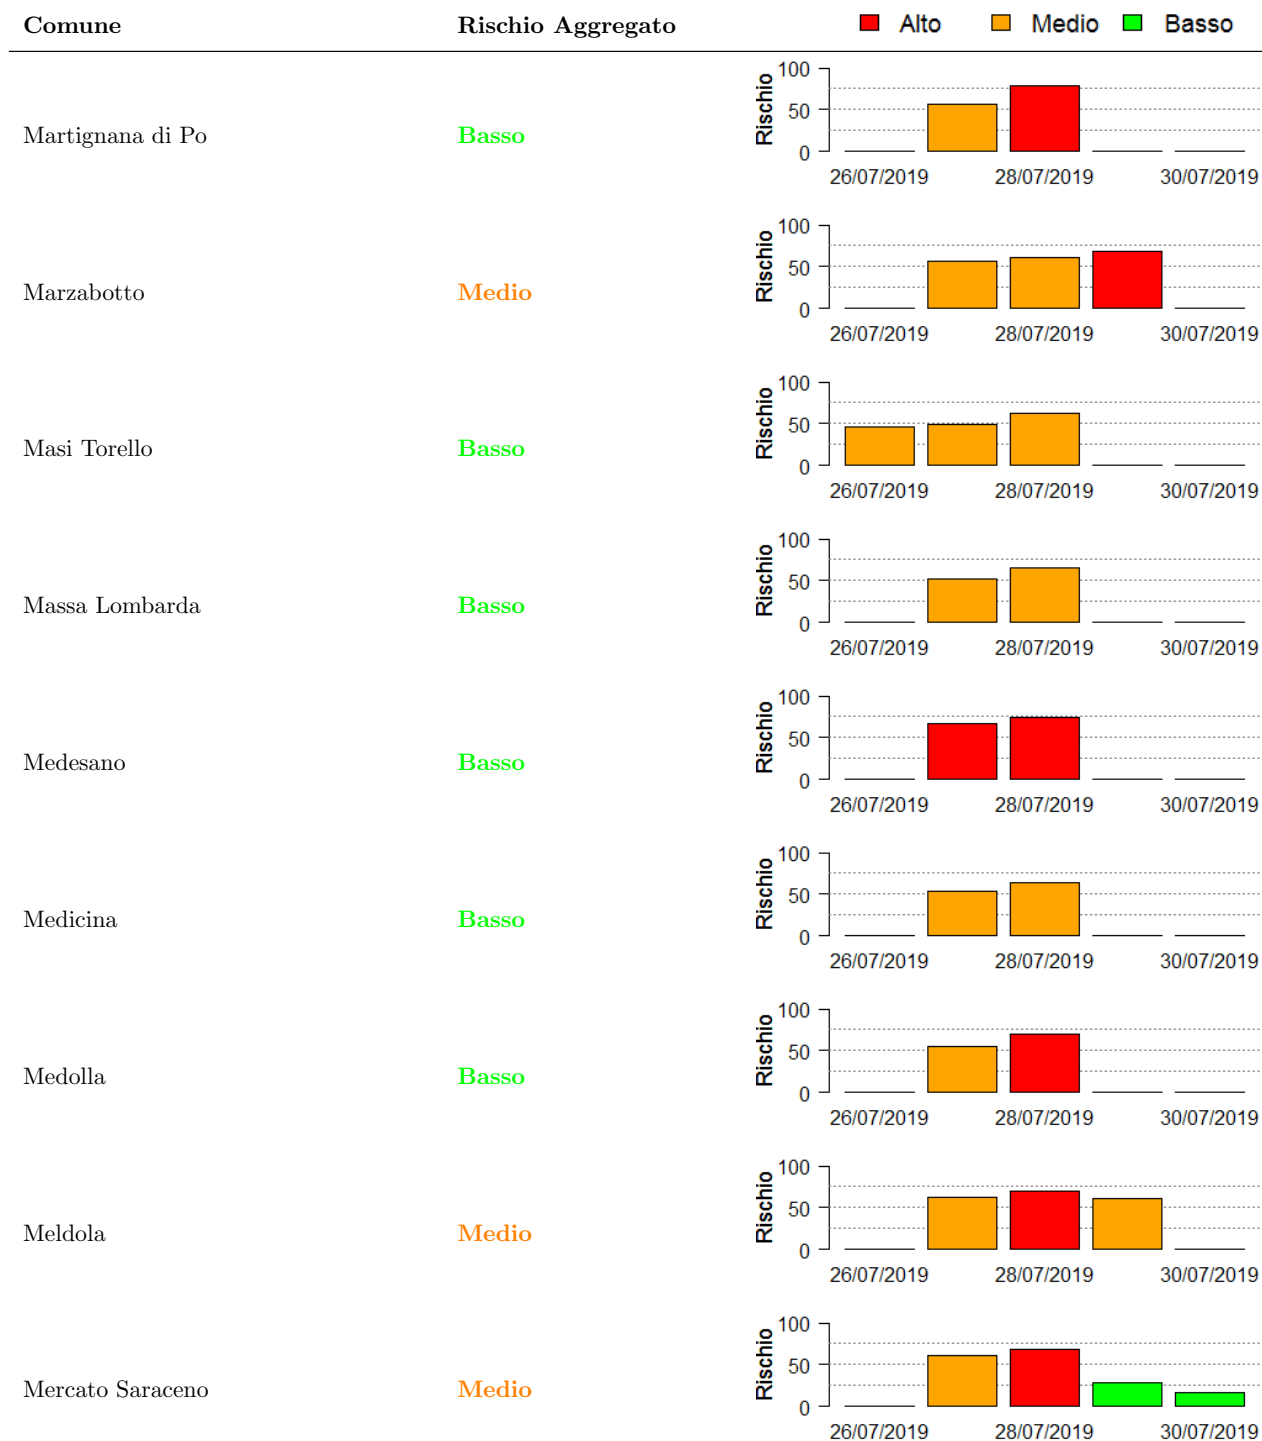 Comune Rischio Aggregato Alto Medio Basso
100
50
0
Rischio
Martignana di Po Basso
26/07/2019 28/07/2019 30/07/2019
100
50
0
Rischio
Marzabotto Medio
26/07/2019 28/07/2019 30/07/2019
100
50
0
Rischio
Masi Torello Basso
26/07/2019 28/07/2019 30/07/2019
100
50
0
Rischio
Massa Lombarda Basso
26/07/2019 28/07/2019 30/07/2019
100
50
0
Rischio
Medesano Basso
26/07/2019 28/07/2019 30/07/2019
100
50
0
Rischio
Medicina Basso
26/07/2019 28/07/2019 30/07/2019
100
50
0
Rischio
Medolla Basso
26/07/2019 28/07/2019 30/07/2019
100
50
0
Rischio
Meldola Medio
26/07/2019 28/07/2019 30/07/2019
100
50
0
Rischio
Mercato Saraceno Medio
26/07/2019 28/07/2019 30/07/2019